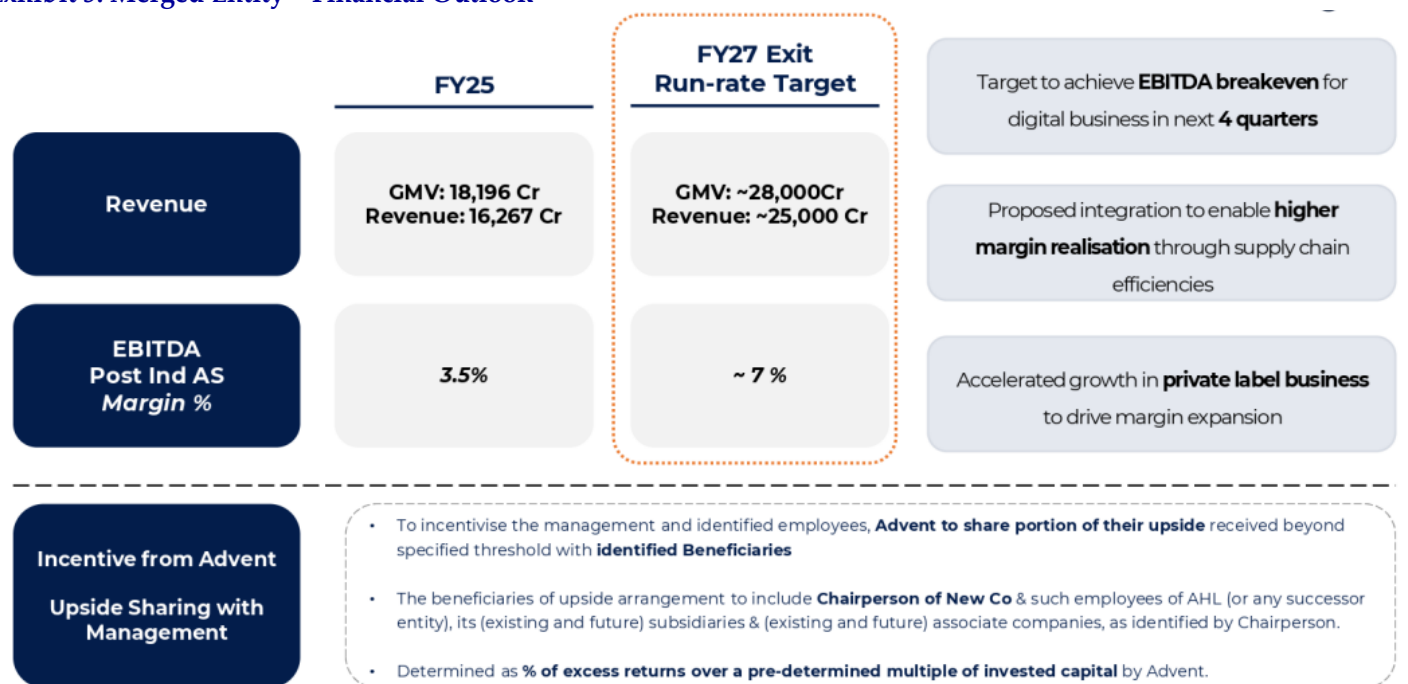 Exhibit 5: Merged Entity – Financial Outlook
FY25
FY27 Exit
Run-rate Target
Target to achieve EBITDA breakeven for
digital business in next 4 quarters
Revenue
GMV: 18,196 Cr
Revenue: 16,267 Cr
GMV: ~28,000Cr
Revenue: ~25,000 Cr
Proposed integration to enable higher
margin realisation through supply chain
efficiencies
EBITDA
Post Ind AS
Margin %
3.5%
~ 7 %
Accelerated growth in private label business
to drive margin expansion
Incentive from Advent
Upside Sharing with
Management
• To incentivise the management and identified employees, Advent to share portion of their upside received beyond
specified threshold with identified Beneficiaries
• The beneficiaries of upside arrangement to include Chairperson of New Co & such employees of AHL (or any successor
entity), its (existing and future) subsidiaries & (existing and future) associate companies, as identified by Chairperson.
• Determined as % of excess returns over a pre-determined multiple of invested capital by Advent.